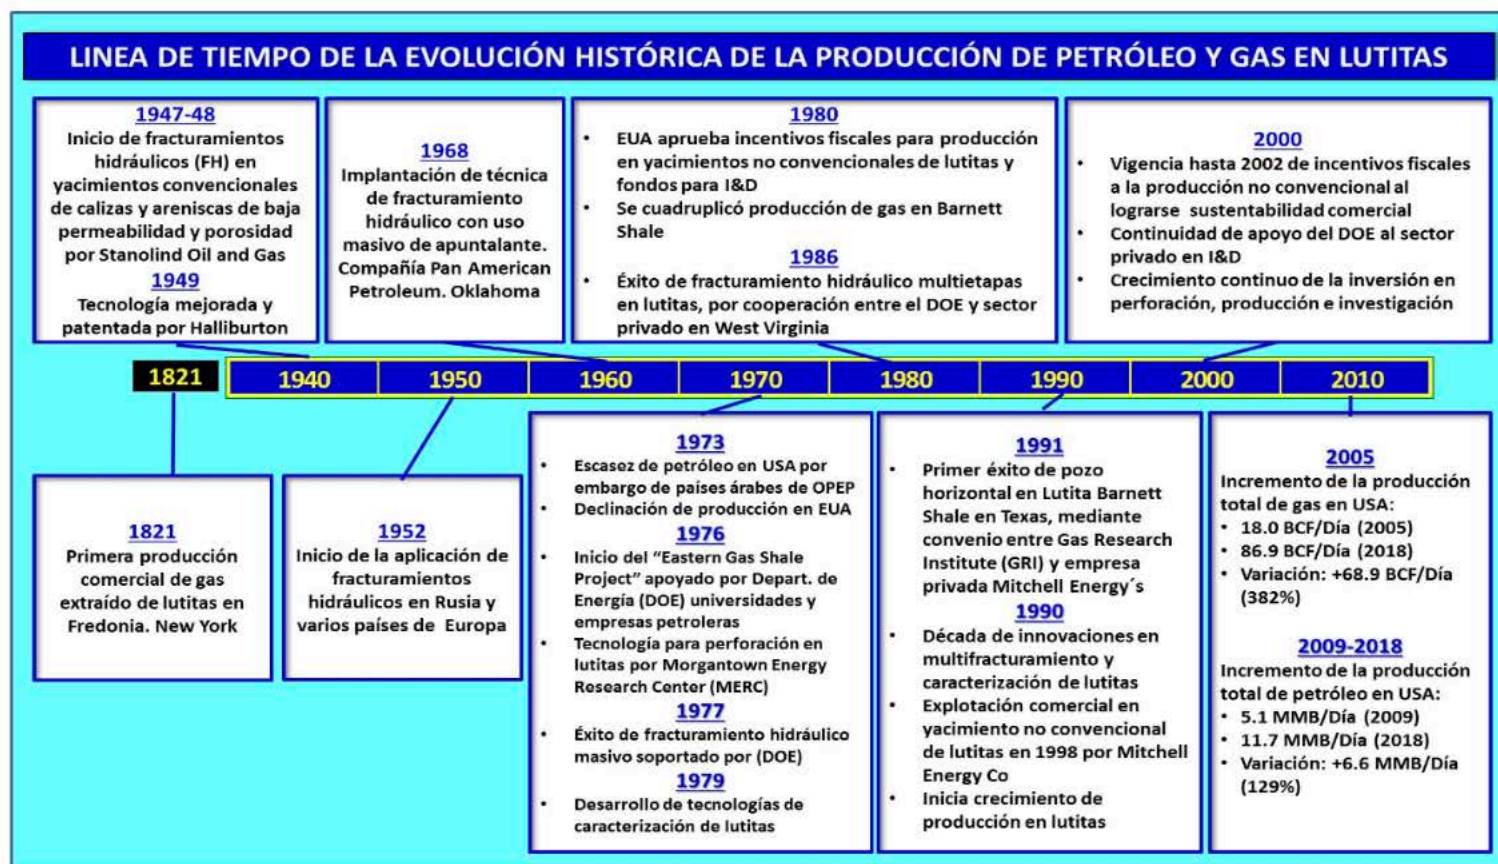 LINEA DE TIEMPO DE LA EVOLUCIÓN HISTÓRICA DE LA PRODUCCIÓN DE PETRÓLEO Y GAS EN LUTITAS
1947-48
Inicio de fracturamientos
hidráulicos (FH) en
yacimientos convencionales
de calizas y areniscas de baja
permeabilidad y porosidad
por Stanolind Oil and Gas
1949
Tecnología mejorada y
patentada por Halliburton
1968
Implantación de técnica
de fracturamiento
hidráulico con uso
masivo de apuntalante.
Compañía Pan American
Petroleum. Oklahoma
1980
• EUA aprueba incentivos fiscales para producción
en yacimientos no convencionales de lutitas y
fondos para I&D
• Se cuadruplicó producción de gas en Barnett
Shale
1986
• Éxito de fracturamiento hidráulico multietapas
en lutitas, por cooperación entre el DOE y sector
privado en West Virginia
2000
• Vigencia hasta 2002 de incentivos fiscales
a la producción no convencional al
lograrse sustentabilidad comercial
• Continuidad de apoyo del DOE al sector
privado en I&D
• Crecimiento continuo de la inversión en
perforación, producción e investigación
1821 1940 1950 1960 1970 1980 1990 2000 2010
1821
Primera producción
comercial de gas
extraído de lutitas en
Fredonia. New York
1952
Inicio de la aplicación de
fracturamientos
hidráulicos en Rusia y
varios países de Europa
1973
• Escasez de petróleo en USA por
embargo de países árabes de OPEP
• Declinación de producción en EUA
1976
• Inicio del “Eastern Gas Shale
Project” apoyado por Depart. de
Energía (DOE) universidades y
empresas petroleras
• Tecnología para perforación en
lutitas por Morgantown Energy
Research Center (MERC)
1977
• Éxito de fracturamiento hidráulico
masivo soportado por (DOE)
1979
• Desarrollo de tecnologías de
caracterización de lutitas
1991
• Primer éxito de pozo
horizontal en Lutita Barnett
Shale en Texas, mediante
convenio entre Gas Research
Institute (GRI) y empresa
privada Mitchell Energy´s
1990
• Década de innovaciones en
multifracturamiento y
caracterización de lutitas
• Explotación comercial en
yacimiento no convencional
de lutitas en 1998 por Mitchell
Energy Co
• Inicia crecimiento de
producción en lutitas
2005
Incremento de la producción
total de gas en USA:
• 18.0 BCF/Día (2005)
• 86.9 BCF/Día (2018)
• Variación: +68.9 BCF/Día
(382%)
2009-2018
Incremento de la producción
total de petróleo en USA:
• 5.1 MMB/Día (2009)
• 11.7 MMB/Día (2018)
• Variación: +6.6 MMB/Día
(129%)